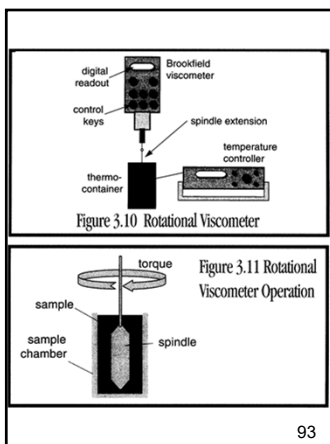 digital
readout
Brookfield
viscometer
control
keys
spindle extension
temperature
controller
thermo-
container
Figure 3.10 Rotational Viscometer
torque
Figure 3.11 Rotational
Viscometer Operation
sample
sample
chamber
spindle
93